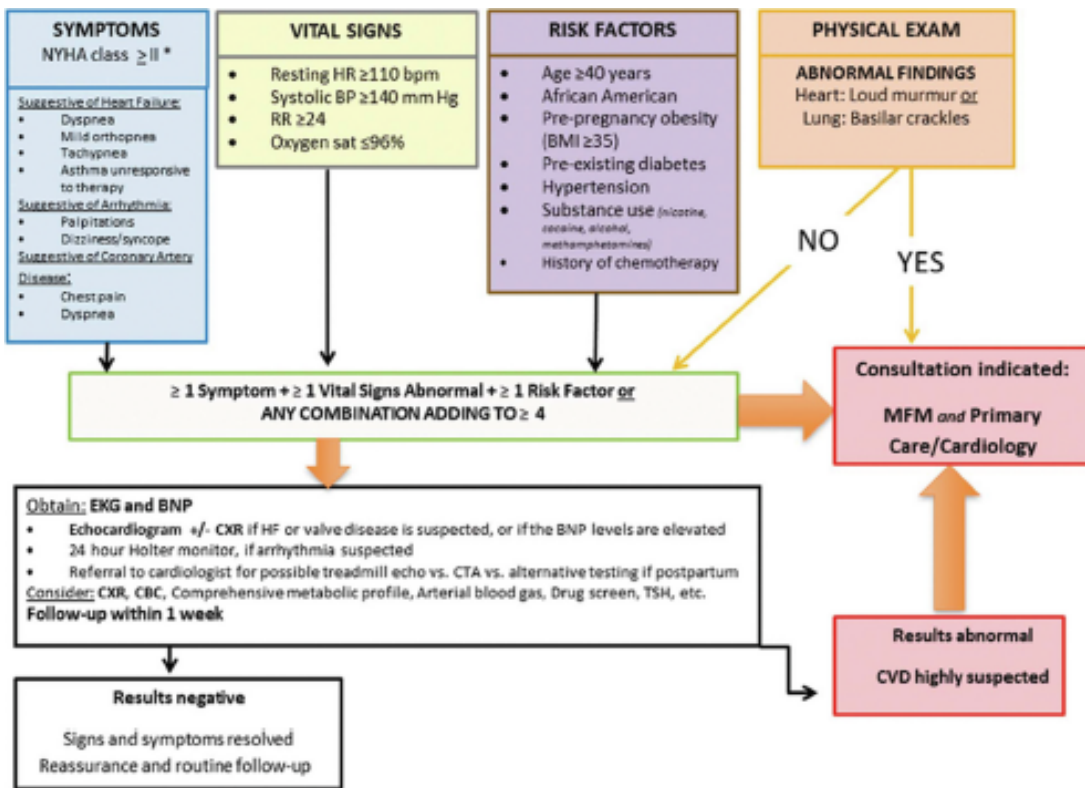 SYMPTOMS
NYHA class ≥II *
Suggestive of Heart Failure:
• Dyspnea
• Mild orthopnea
• Tachypnea
• Asthma unresponsive
to therapy
Suggestive of Arrhythmia:
• Palpitations
• Dizziness/syncope
Suggestive of Coronary Artery
Disease:
• Chest pain
• Dyspnea
VITAL SIGNS
• Resting HR ≥110 bpm
• Systolic BP ≥140 mm Hg
• RR ≥24
• Oxygen sat ≤96%
RISK FACTORS
• Age ≥40 years
• African American
• Pre-pregnancy obesity
(BMI ≥35)
• Pre-existing diabetes
• Hypertension
• Substance use (nicotine,
cocaine, alcohol,
methamphetamines)
• History of chemotherapy
PHYSICAL EXAM
ABNORMAL FINDINGS
Heart: Loud murmur or
Lung: Basilar crackles
NO
YES
≥ 1 Symptom + ≥ 1 Vital Signs Abnormal + ≥ 1 Risk Factor or
ANY COMBINATION ADDING TO ≥ 4
Consultation indicated:
MFM and Primary
Care/Cardiology
Obtain: EKG and BNP
• Echocardiogram +/- CXR if HF or valve disease is suspected, or if the BNP levels are elevated
• 24 hour Holter monitor, if arrhythmia suspected
• Referral to cardiologist for possible treadmill echo vs. CTA vs. alternative testing if postpartum
Consider: CXR, CBC, Comprehensive metabolic profile, Arterial blood gas, Drug screen, TSH, etc.
Follow-up within 1 week
Results abnormal
CVD highly suspected
Results negative
Signs and symptoms resolved
Reassurance and routine follow-up